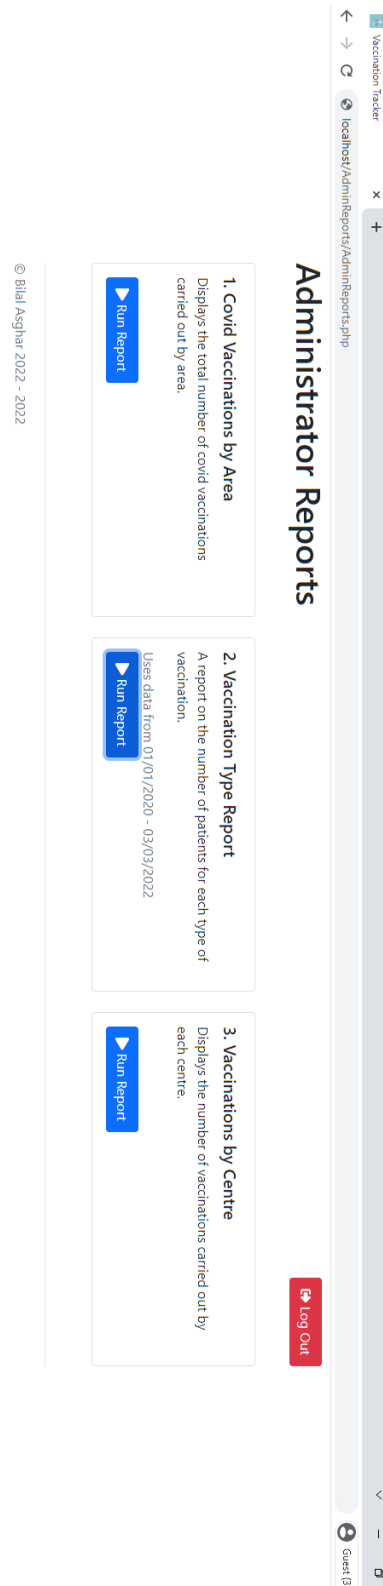 Vaccination Tracker
localhost/AdminReports/AdminReports.php
Guest (3
Administrator Reports
Log Out
1. Covid Vaccinations by Area
Displays the total number of covid vaccinations
carried out by area.
Run Report
2. Vaccination Type Report
A report on the number of patients for each type of
vaccination.
Uses data from 01/01/2020 - 03/03/2022
Run Report
3. Vaccinations by Centre
Displays the number of vaccinations carried out by
each centre.
Run Report
© Bilal Asghar 2022 - 2022